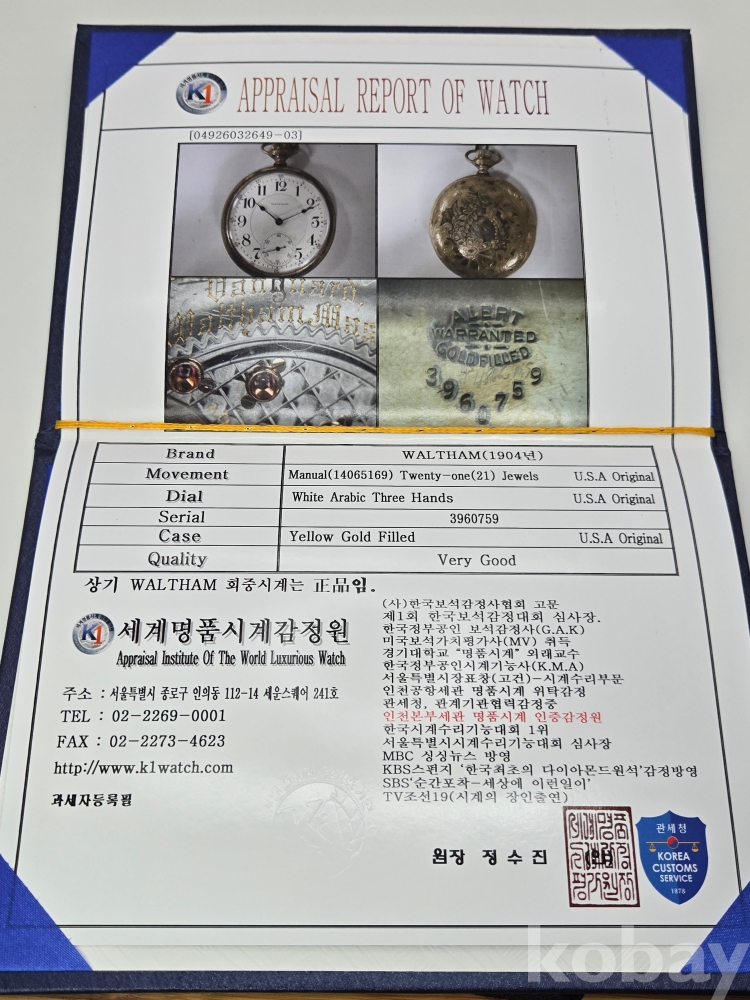 K1 APPRAISAL REPORT OF WATCH
[04926032649-03]
Vanguard
Waltham, Mas
ALERT
WARRANTED
GOLD FILLED
3960759
Brand WALTHAM(1904년)
Movement Manual(14065169) Twenty-one(21) Jewels U.S.A Original
Dial White Arabic Three Hands U.S.A Original
Serial 3960759
Case Yellow Gold Filled U.S.A Original
Quality Very Good
상기 WALTHAM 회중시계는 正品임.
K1 세계명품시계감정원
Appraisal Institute Of The World Luxurious Watch
주소 : 서울특별시 종로구 인의동 112-14 세운스퀘어 241호
TEL : 02-2269-0001
FAX : 02-2273-4623
http://www.k1watch.com
과세자등록필
(사)한국보석감정사협회 고문
제1회 한국보석감정대회 심사장.
한국정부공인 보석감정사(G.A.K)
미국보석가치평가사(MV) 취득
경기대학교 "명품시계" 외래교수
한국정부공인시계기능사(K.M.A)
서울특별시장표창(고건)-시계수리부문
인천공항세관 명품시계 위탁감정
관세청, 관계기관협력감정중
인천본부세관 명품시계 인증감정원
한국시계수리기능대회 1위
서울특별시시계수리기능대회 심사장
MBC 싱싱뉴스 방영
KBS스펀지 '한국최초의 다이아몬드원석'감정방영
SBS'순간포착-세상에 이런일이'
TV조선19(시계의 장인출연)
원장 정수진 (인)
관세청
KOREA
CUSTOMS
SERVICE
1878
kobay